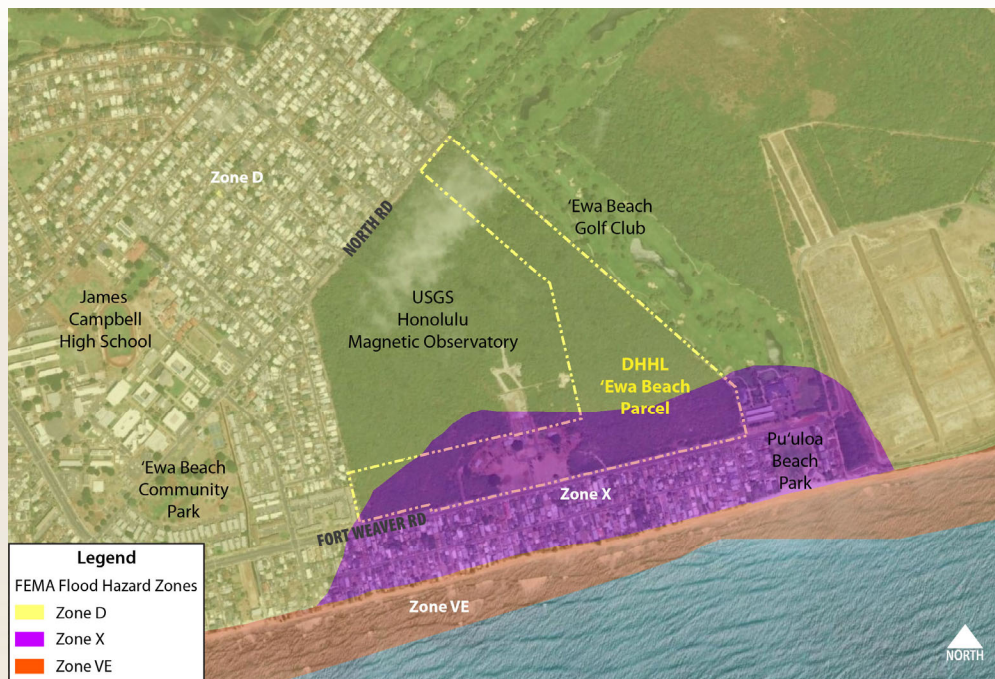 Zone D
NORTH RD
‘Ewa Beach
Golf Club
James
Campbell
High School
USGS
Honolulu
Magnetic Observatory
DHHL
‘Ewa Beach
Parcel
Pu‘uloa
Beach
Park
‘Ewa Beach
Community
Park
Zone X
FORT WEAVER RD
Zone VE
Legend
FEMA Flood Hazard Zones
Zone D
Zone X
Zone VE
NORTH